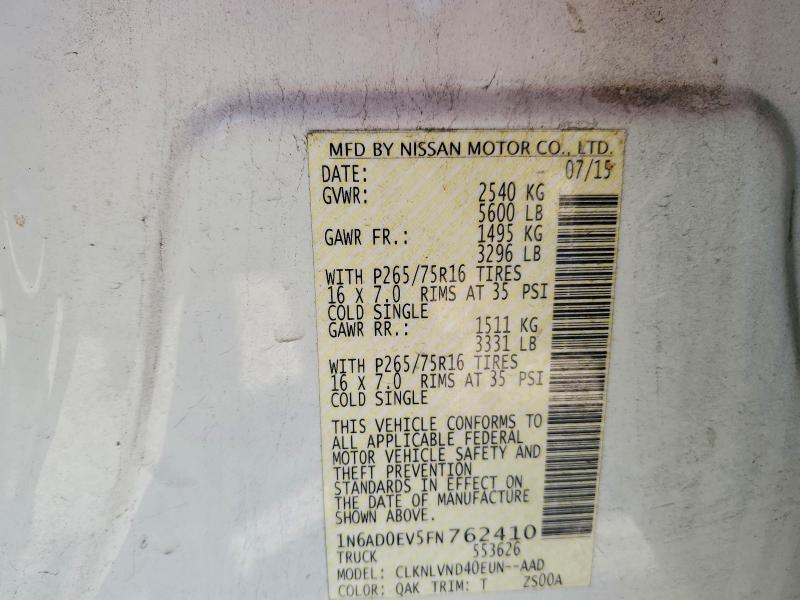 MFD BY NISSAN MOTOR CO., LTD.
DATE: 07/15
GVWR: 2540 KG
5600 LB
GAWR FR.: 1495 KG
3296 LB
WITH P265/75R16 TIRES
16 X 7.0 RIMS AT 35 PSI
COLD SINGLE
GAWR RR.: 1511 KG
3331 LB
WITH P265/75R16 TIRES
16 X 7.0 RIMS AT 35 PSI
COLD SINGLE
THIS VEHICLE CONFORMS TO
ALL APPLICABLE FEDERAL
MOTOR VEHICLE SAFETY AND
THEFT PREVENTION
STANDARDS IN EFFECT ON
THE DATE OF MANUFACTURE
SHOWN ABOVE.
1N6AD0EV5FN762410
TRUCK 553626
MODEL: CLKNLVND40EUN--AAD
COLOR: QAK TRIM: T ZS00A